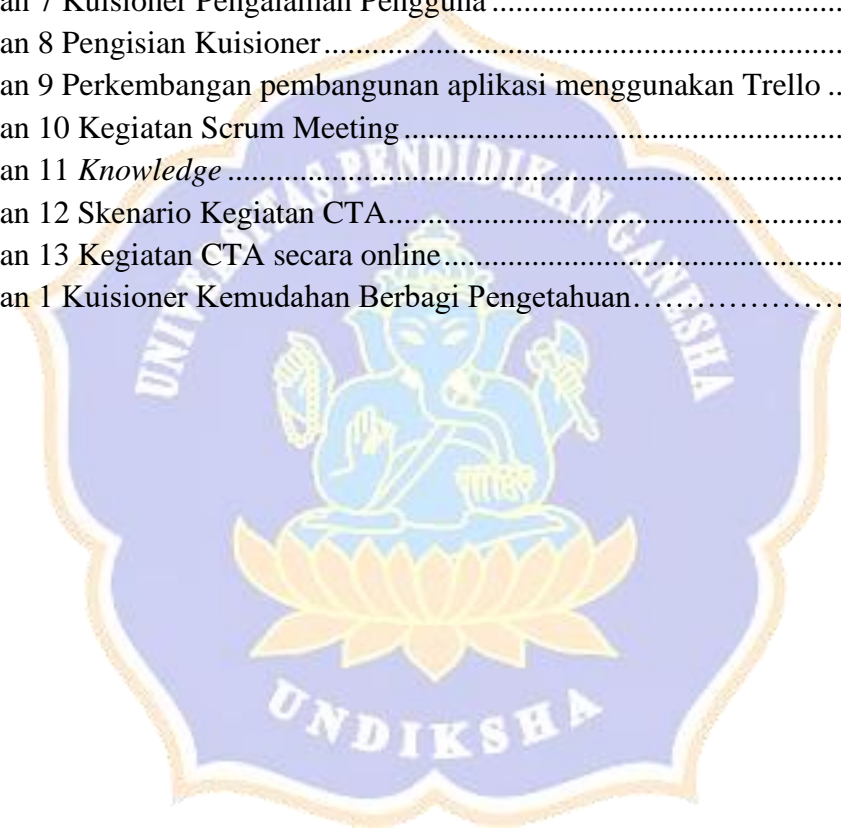 an 7 Kuisioner Pengalaman Pengguna ............................................
an 8 Pengisian Kuisioner.................................................................
an 9 Perkembangan pembangunan aplikasi menggunakan Trello ..
an 10 Kegiatan Scrum Meeting.......................................................
an 11 Knowledge .............................................................................
an 12 Skenario Kegiatan CTA.........................................................
an 13 Kegiatan CTA secara online..................................................
an 1 Kuisioner Kemudahan Berbagi Pengetahuan…………………
UNIVERSITAS PENDIDIKAN GANESHA
UNDIKSHA